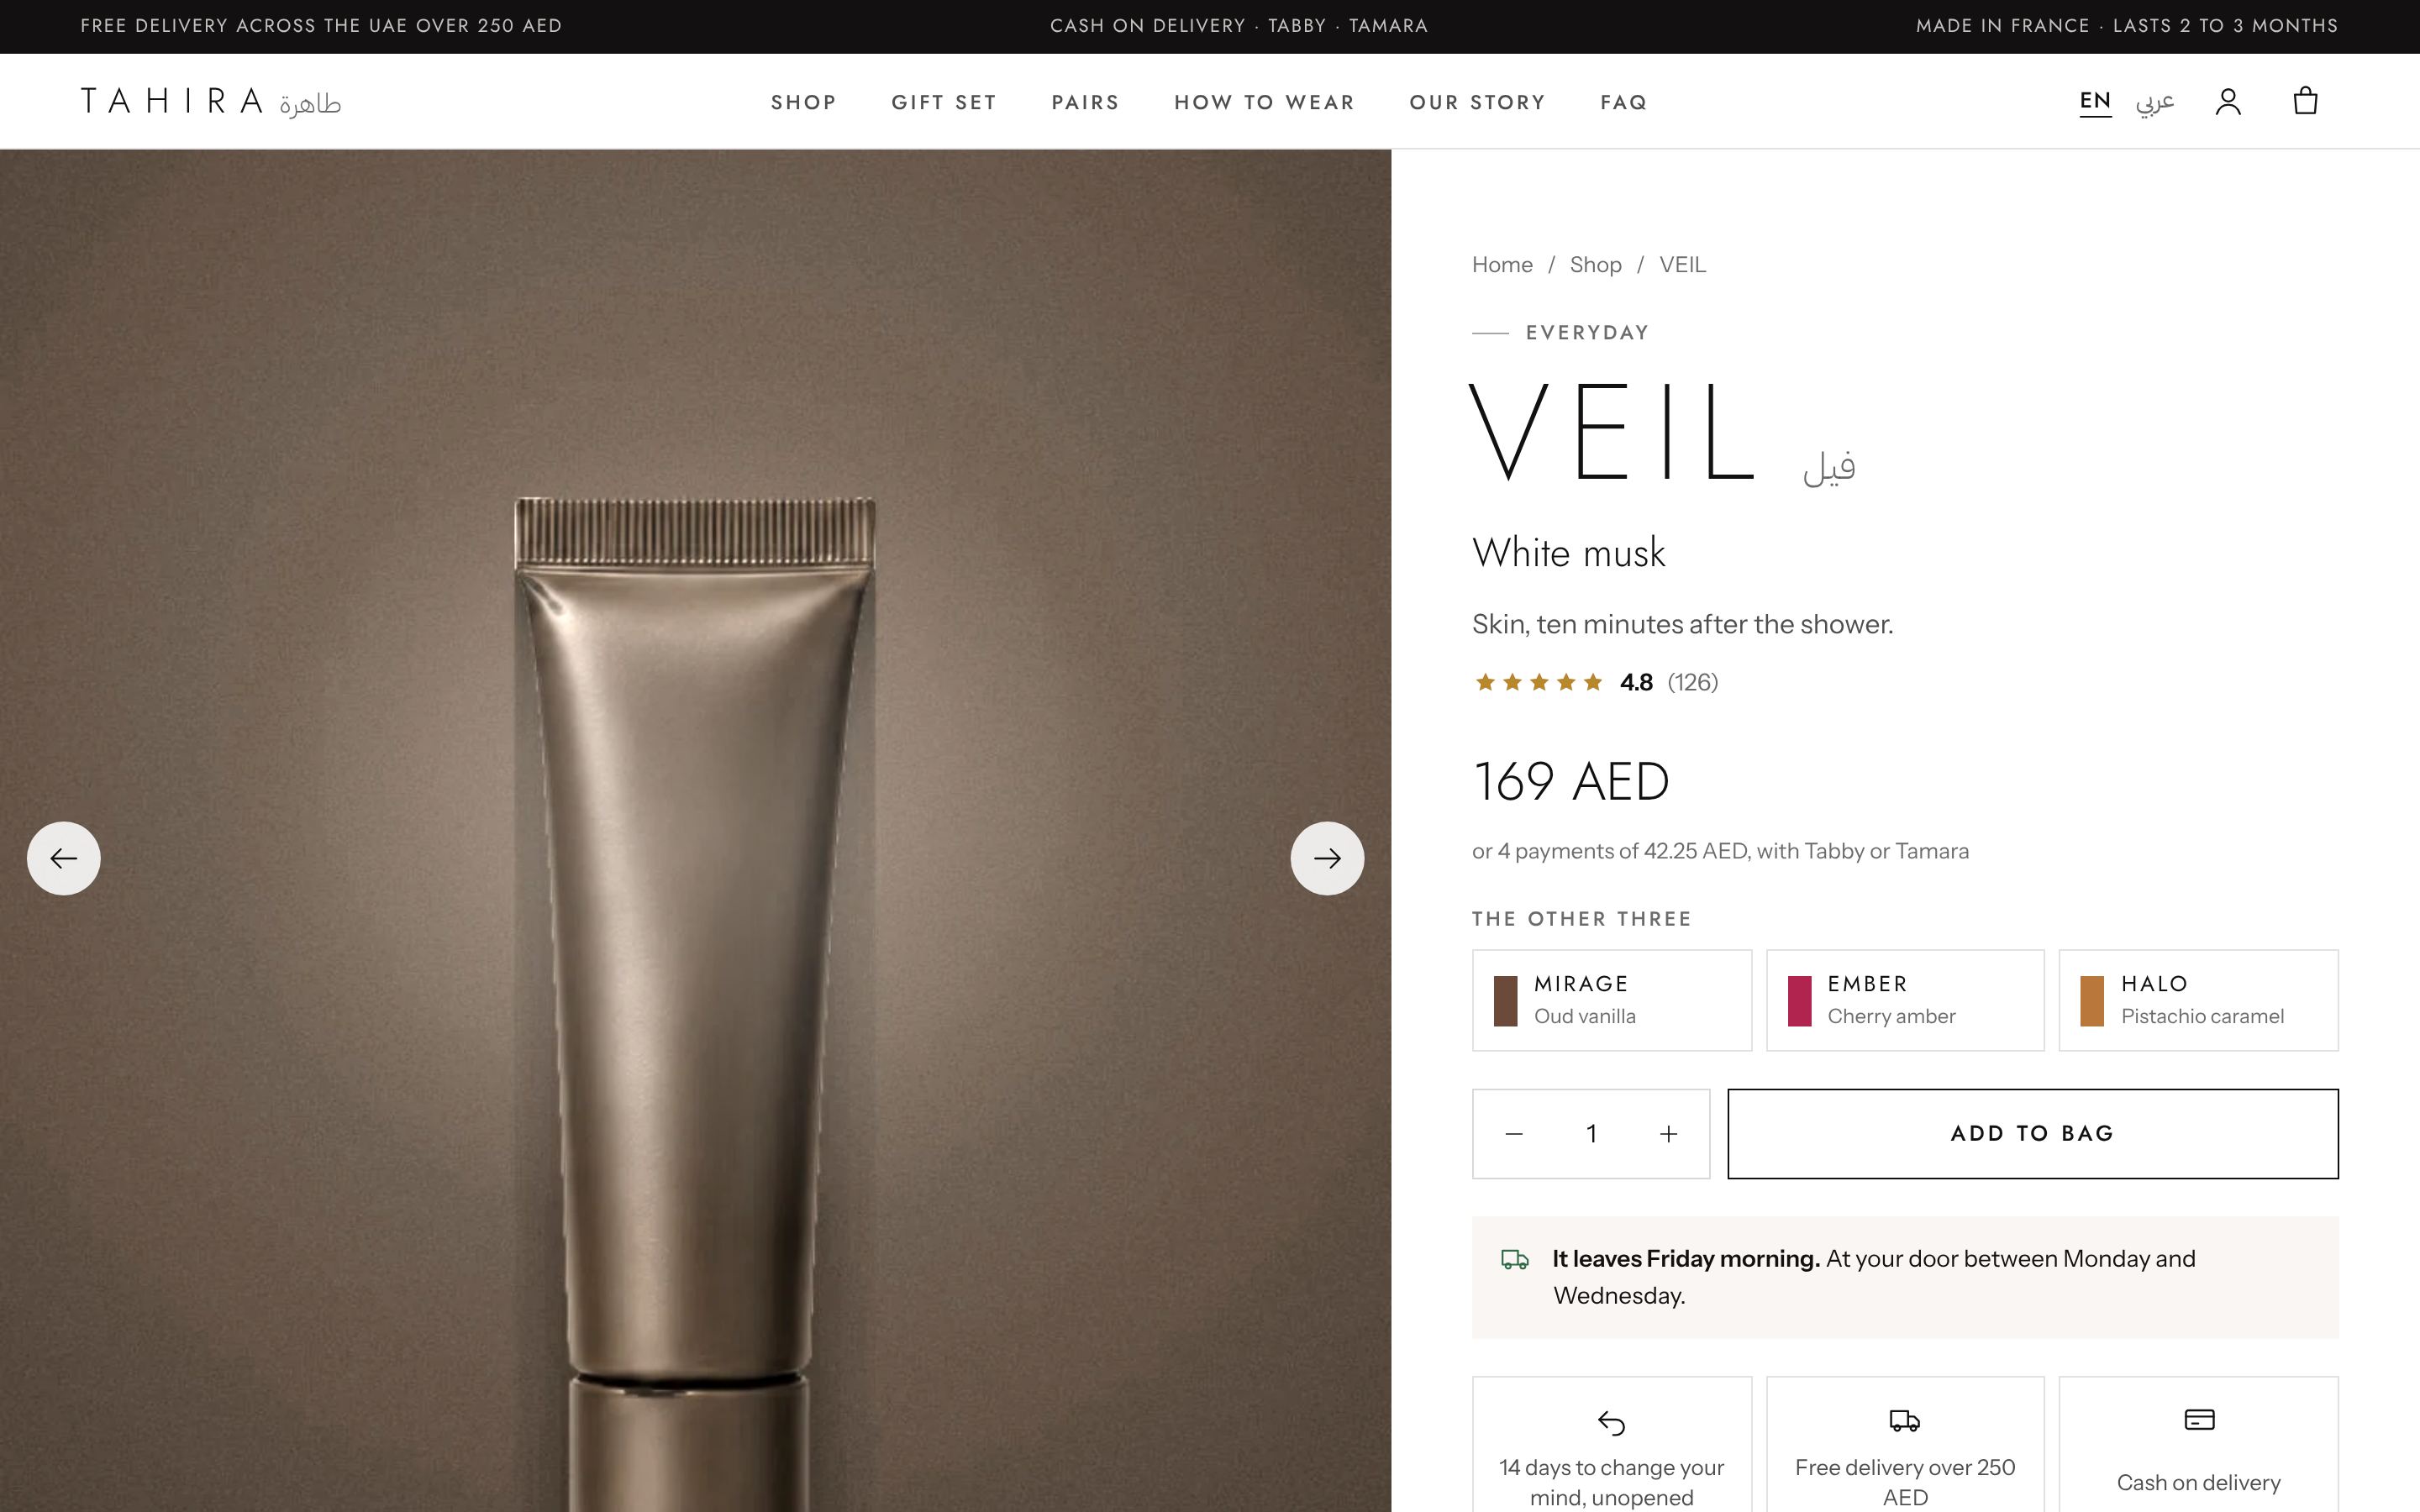 FREE DELIVERY ACROSS THE UAE OVER 250 AED
CASH ON DELIVERY · TABBY · TAMARA
MADE IN FRANCE · LASTS 2 TO 3 MONTHS
TAHIRA طاهرة
SHOP
GIFT SET
PAIRS
HOW TO WEAR
OUR STORY
FAQ
EN
عربي
Home / Shop / VEIL
EVERYDAY
VEIL فيل
White musk
Skin, ten minutes after the shower.
4.8 (126)
169 AED
or 4 payments of 42.25 AED, with Tabby or Tamara
THE OTHER THREE
MIRAGE
Oud vanilla
EMBER
Cherry amber
HALO
Pistachio caramel
− 1 +
ADD TO BAG
It leaves Friday morning. At your door between Monday and
Wednesday.
14 days to change your
mind, unopened
Free delivery over 250
AED
Cash on delivery